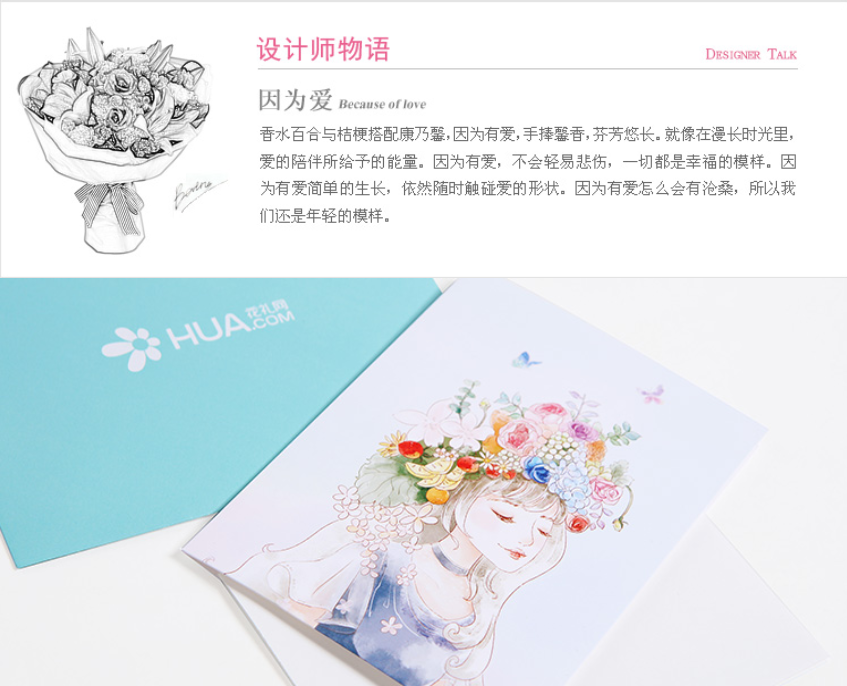 设计师物语
DESIGNER TALK
因为爱 Because of love
香水百合与桔梗搭配康乃馨,因为有爱,手捧馨香,芬芳悠长。就像在漫长时光里,
爱的陪伴所给予的能量。因为有爱，不会轻易悲伤，一切都是幸福的模样。因
为有爱简单的生长，依然随时触碰爱的形状。因为有爱怎么会有沧桑，所以我
们还是年轻的模样。
HUA花礼网
.COM